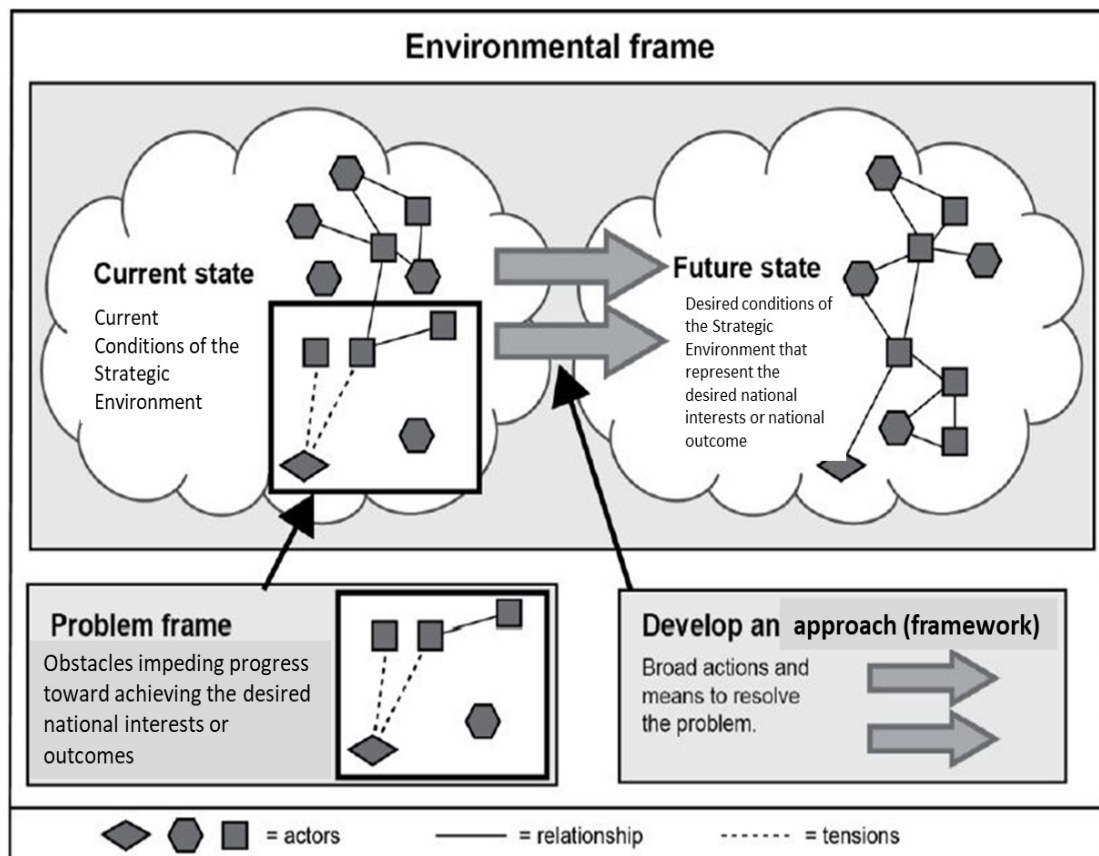 Environmental frame
Current state
Current
Conditions of the
Strategic
Environment
Future state
Desired conditions of
the Strategic
Environment that
represent the
desired national
interests or national
outcome
Problem frame
Obstacles impeding progress
toward achieving the desired
national interests or
outcomes
Develop an approach (framework)
Broad actions and
means to resolve
the problem.
= actors
= relationship
= tensions